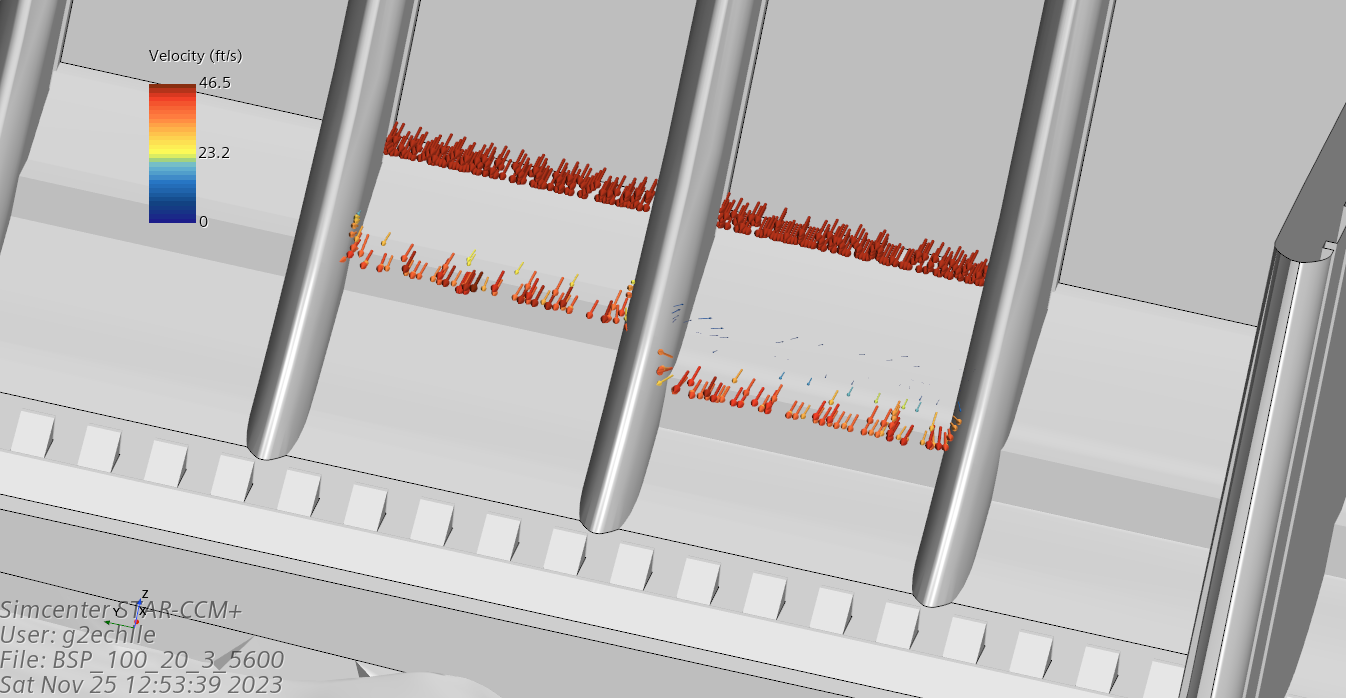 Velocity (ft/s)
46.5
23.2
0
Z
Y X
Simcenter STAR-CCM+
User: g2echile
File: BSP_100_20_3_5600
Sat Nov 25 12:53:39 2023